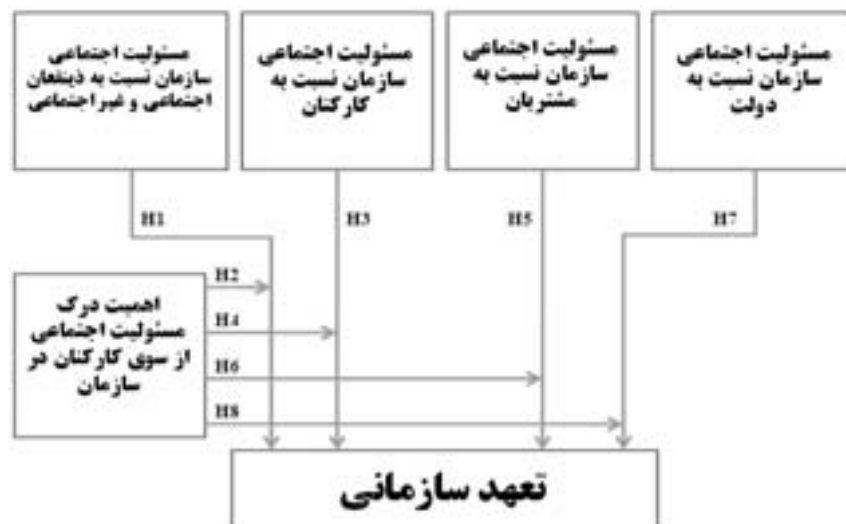 مسئولیت اجتماعی
سازمان نسبت به
دولت
مسئولیت اجتماعی
سازمان نسبت به
مشتریان
مسئولیت اجتماعی
سازمان نسبت به
کارکنان
مسئولیت اجتماعی
سازمان نسبت به ذینفعان
اجتماعی و غیر اجتماعی
H7
H5
H3
H1
اهمیت درک
مسئولیت اجتماعی
از سوی کارکنان در
سازمان
H2
H4
H6
H8
تعهد سازمانی